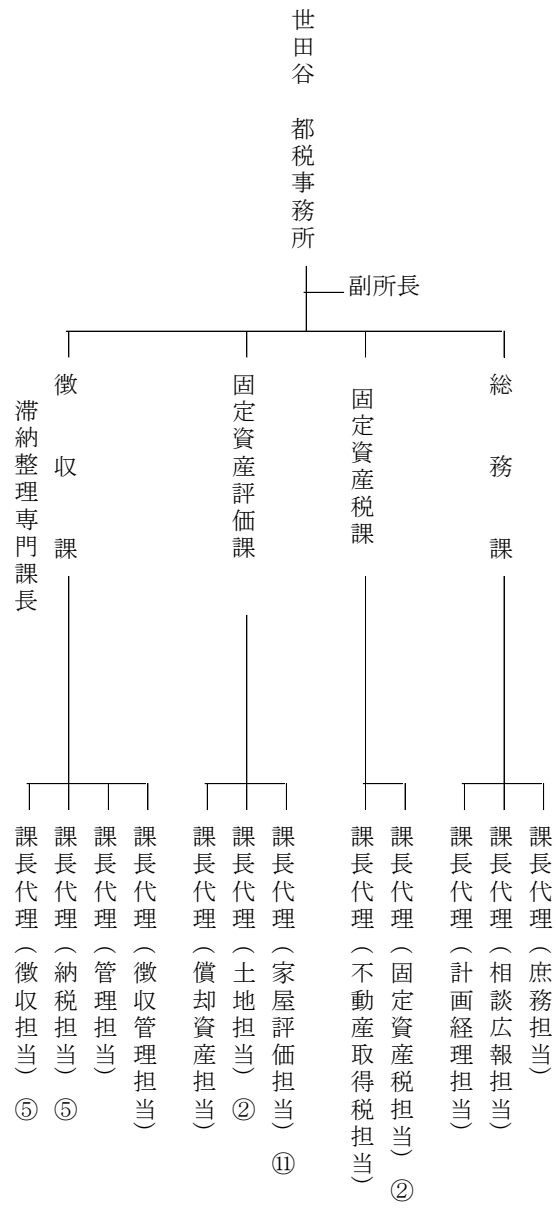 世田谷 都税事務所
副所長
総務課
課長代理（庶務担当）
課長代理（相談広報担当）
課長代理（計画経理担当）
固定資産税課
課長代理（固定資産税担当）②
課長代理（不動産取得税担当）
固定資産評価課
課長代理（家屋評価担当）⑪
課長代理（土地担当）②
課長代理（償却資産担当）
徴収課
滞納整理専門課長
課長代理（徴収管理担当）
課長代理（管理担当）
課長代理（納税担当）⑤
課長代理（徴収担当）⑤